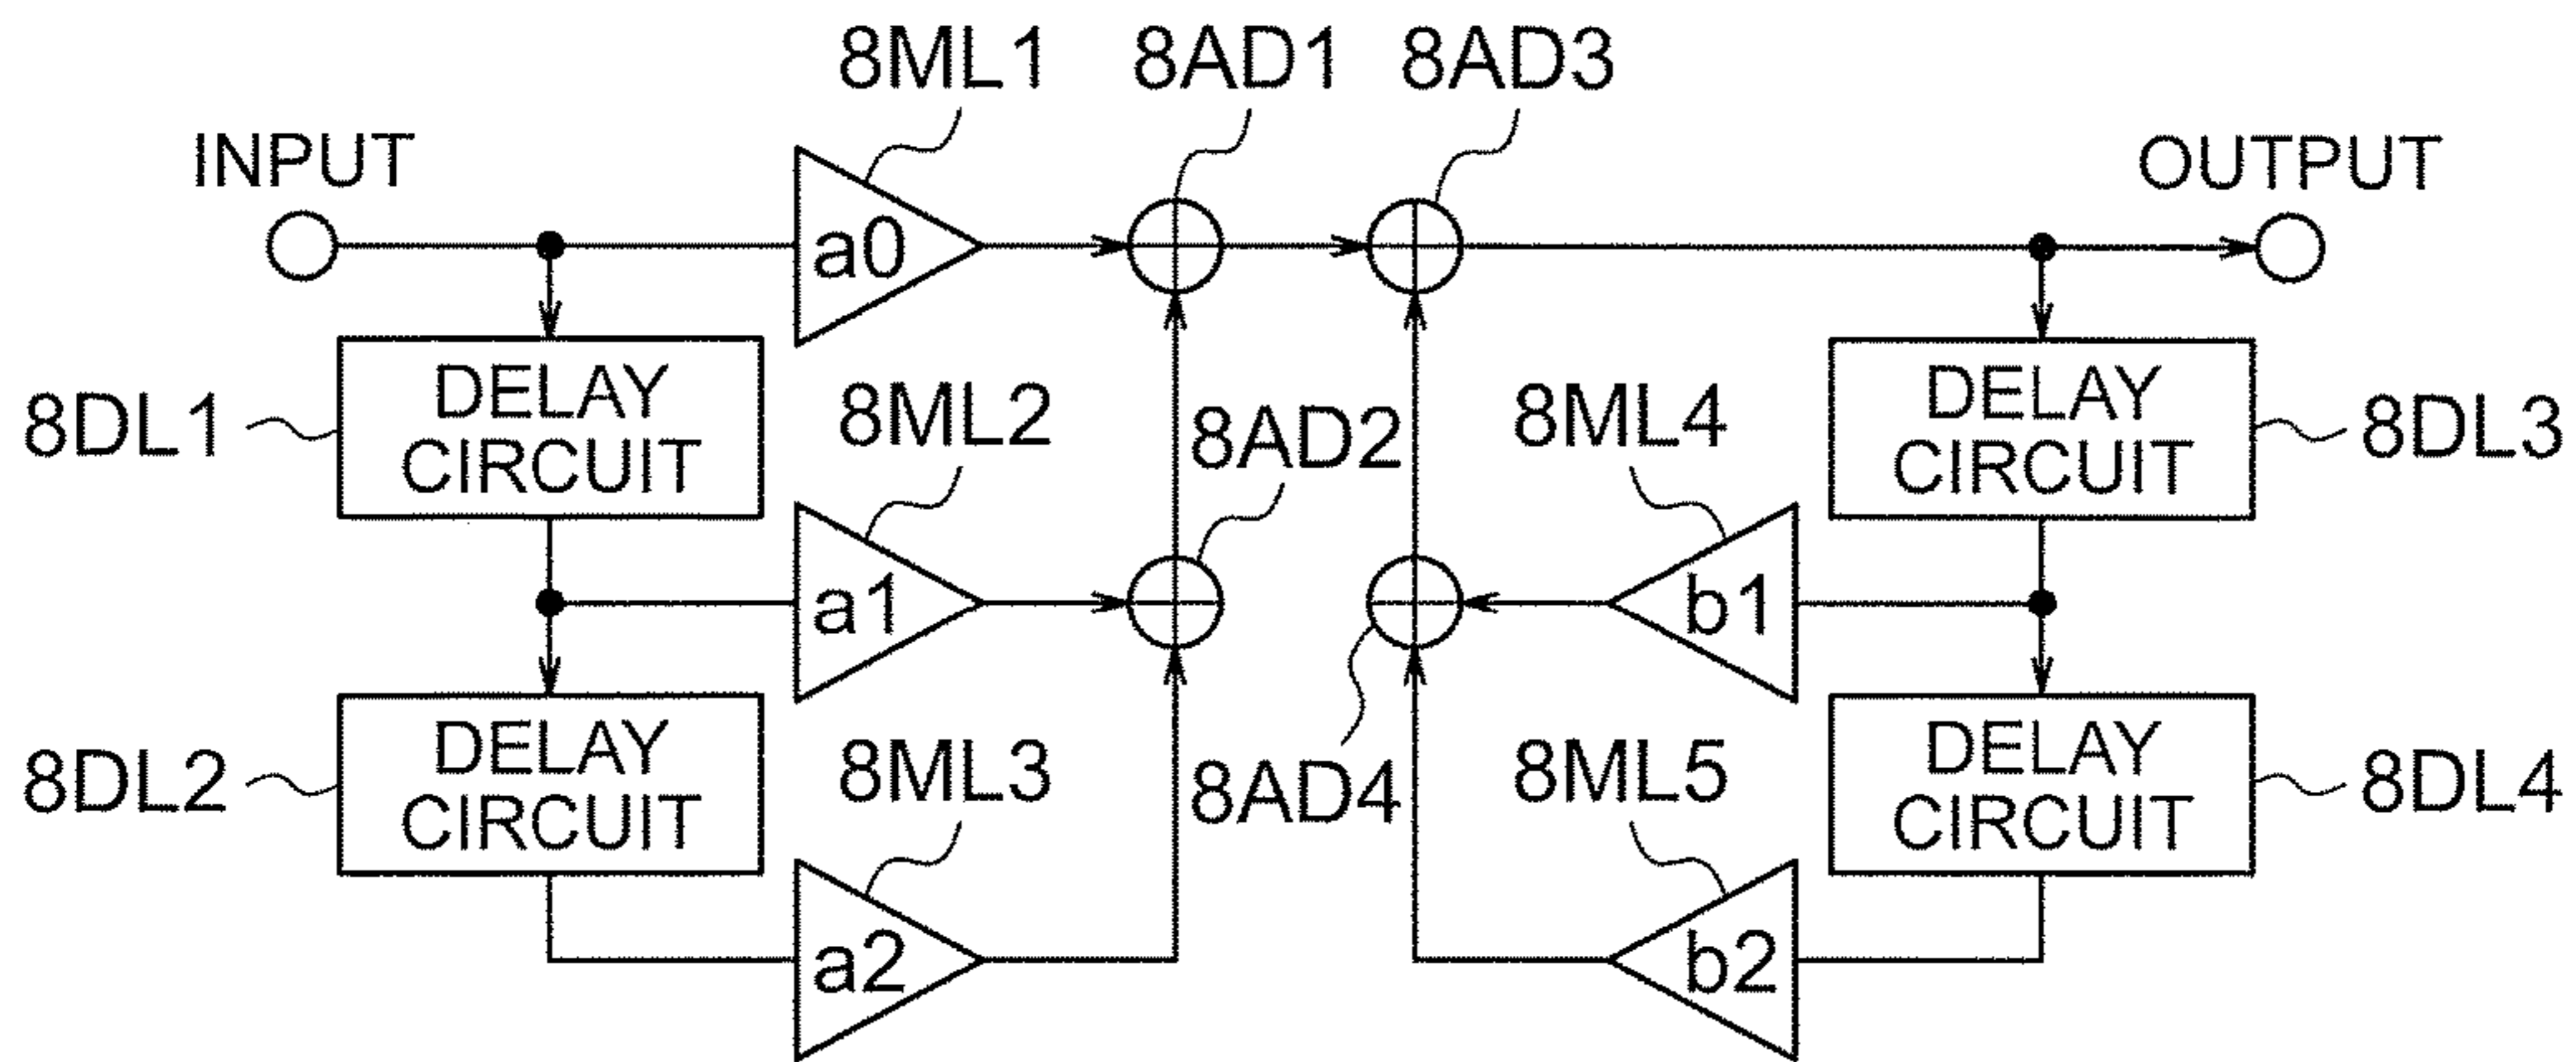 8ML1 8AD1 8AD3
INPUT OUTPUT
a0
DELAY
CIRCUIT
8DL1
8ML2
8AD2
8ML4
DELAY
CIRCUIT
8DL3
a1
b1
DELAY
CIRCUIT
8DL2
8ML3
8AD4
8ML5
DELAY
CIRCUIT
8DL4
a2
b2